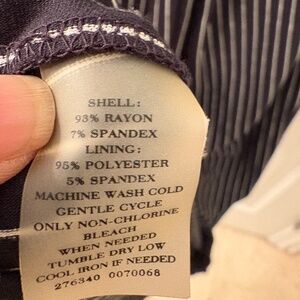 SHELL:
93% RAYON
7% SPANDEX
LINING:
95% POLYESTER
5% SPANDEX
MACHINE WASH COLD
GENTLE CYCLE
ONLY NON-CHLORINE
BLEACH
WHEN NEEDED
TUMBLE DRY LOW
COOL IRON IF NEEDED
276340 0070068